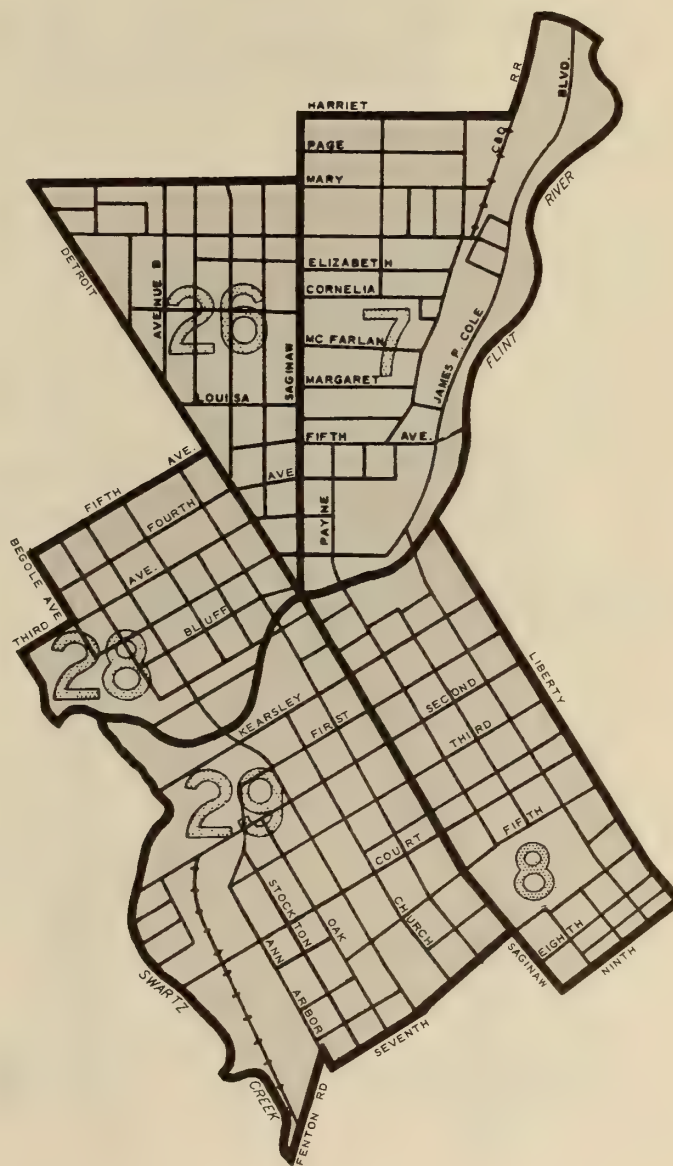 HARRIET
RR
BLVD.
PAGE
C&O
MARY
RIVER
DETROIT
AVENUE B
ELIZABETH
CORNELIA
26
7
SAGINAW
MC FARLAN
JAMES P. COLE
FLINT
MARGARET
LOUISA
FIFTH AVE.
FIFTH AVE.
AVE
FOURTH
PAYNE
BEGOLE AVE
AVE.
THIRD
BLUFF
28
LIBERTY
KEARSLEY
FIRST
SECOND
THIRD
29
FIFTH
COURT
8
STOCKTON
OAK
CHURCH
ANN ARBOR
EIGHTH
SAGINAW
NINTH
SWARTZ
SEVENTH
CREEK
FENTON RD